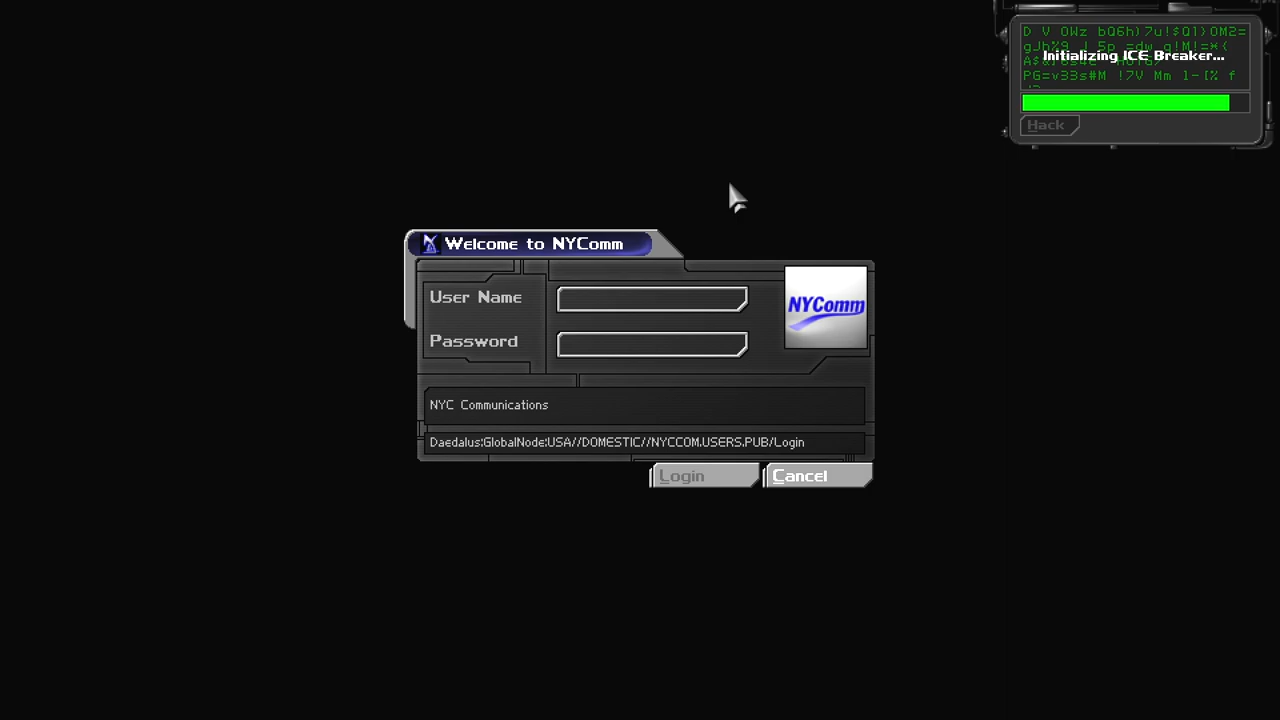 Initializing ICE Breaker...
Hack
Welcome to NYComm
User Name
NYComm
Password
NYC Communications
Daedalus:GlobalNode:USA//DOMESTIC//NYCCOM.USERS.PUB/Login
Login
Cancel